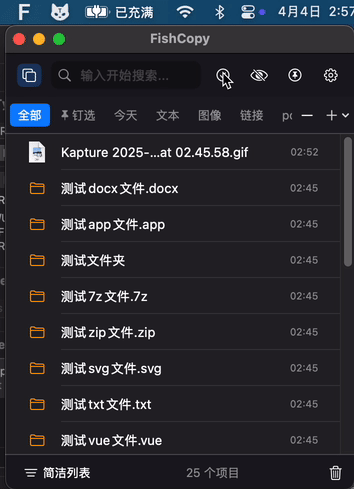 F 已充满 4月4日 2:57
FishCopy
输入开始搜索...
全部 钉选 今天 文本 图像 链接
Kapture 2025-...at 02.45.58.gif 02:52
测试docx文件.docx 02:45
测试app文件.app 02:45
测试文件夹 02:45
测试7z文件.7z 02:45
测试zip文件.zip 02:45
测试svg文件.svg 02:45
测试txt文件.txt 02:45
测试vue文件.vue 02:45
简洁列表 25 个项目